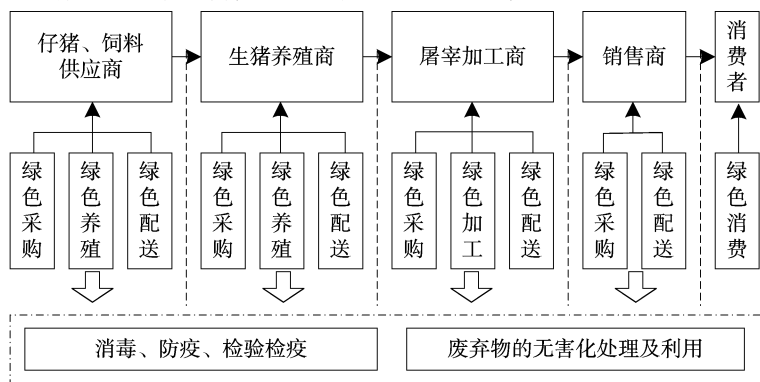 仔猪、饲料
供应商
生猪养殖商
屠宰加工商
销售商
消费者
绿色采购
绿色养殖
绿色配送
绿色采购
绿色养殖
绿色配送
绿色采购
绿色加工
绿色配送
绿色采购
绿色配送
绿色消费
消毒、防疫、检验检疫
废弃物的无害化处理及利用